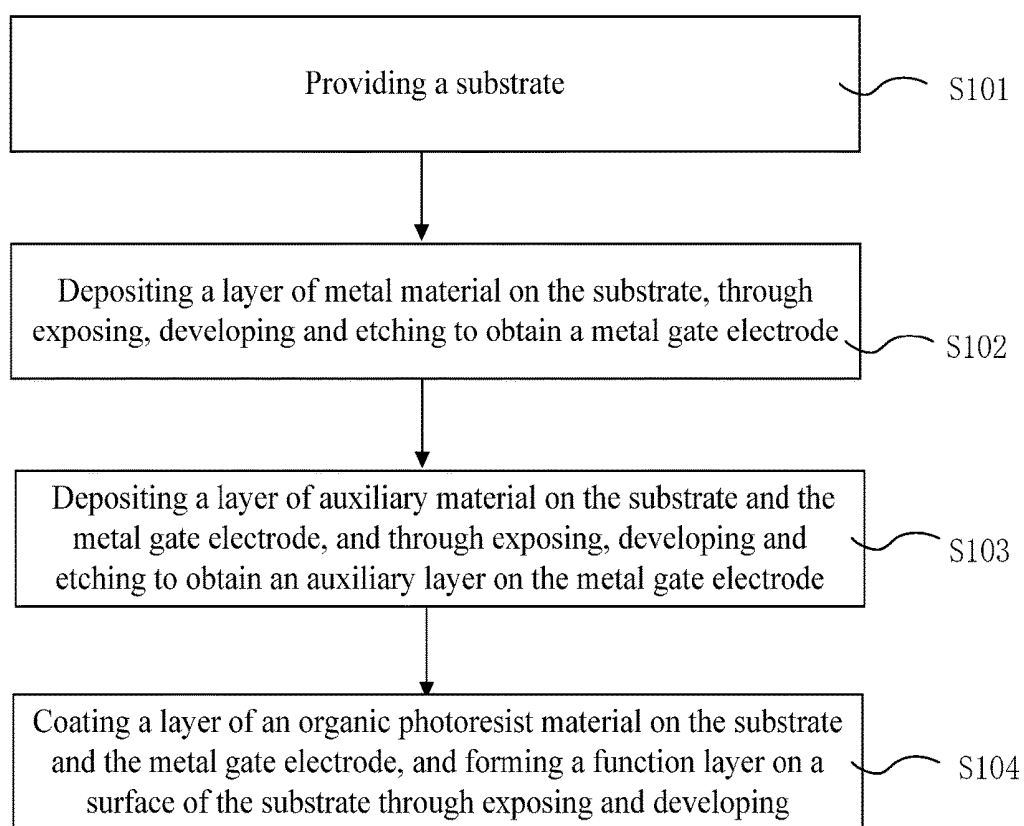 Providing a substrate
S101
Depositing a layer of metal material on the substrate, through
exposing, developing and etching to obtain a metal gate electrode
S102
Depositing a layer of auxiliary material on the substrate and the
metal gate electrode, and through exposing, developing and
etching to obtain an auxiliary layer on the metal gate electrode
S103
Coating a layer of an organic photoresist material on the substrate
and the metal gate electrode, and forming a function layer on a
surface of the substrate through exposing and developing
S104